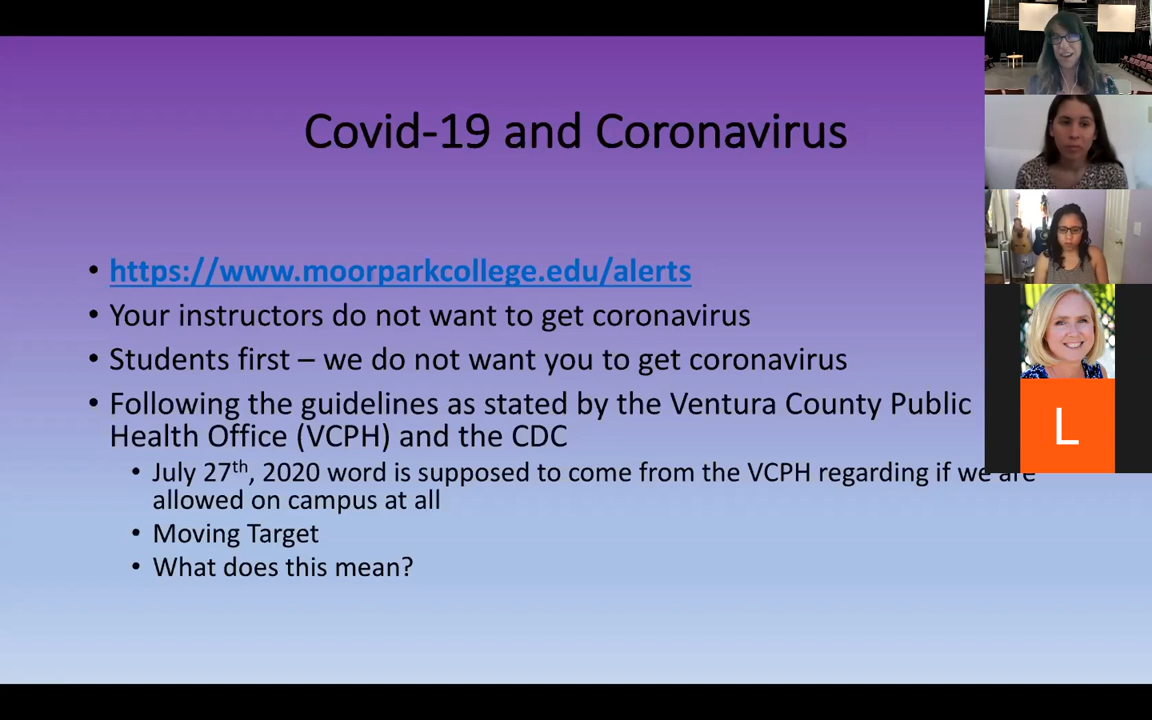 Covid-19 and Coronavirus
• https://www.moorparkcollege.edu/alerts
• Your instructors do not want to get coronavirus
• Students first – we do not want you to get coronavirus
• Following the guidelines as stated by the Ventura County Public
Health Office (VCPH) and the CDC
• July 27th, 2020 word is supposed to come from the VCPH regarding if we are
allowed on campus at all
• Moving Target
• What does this mean?
L